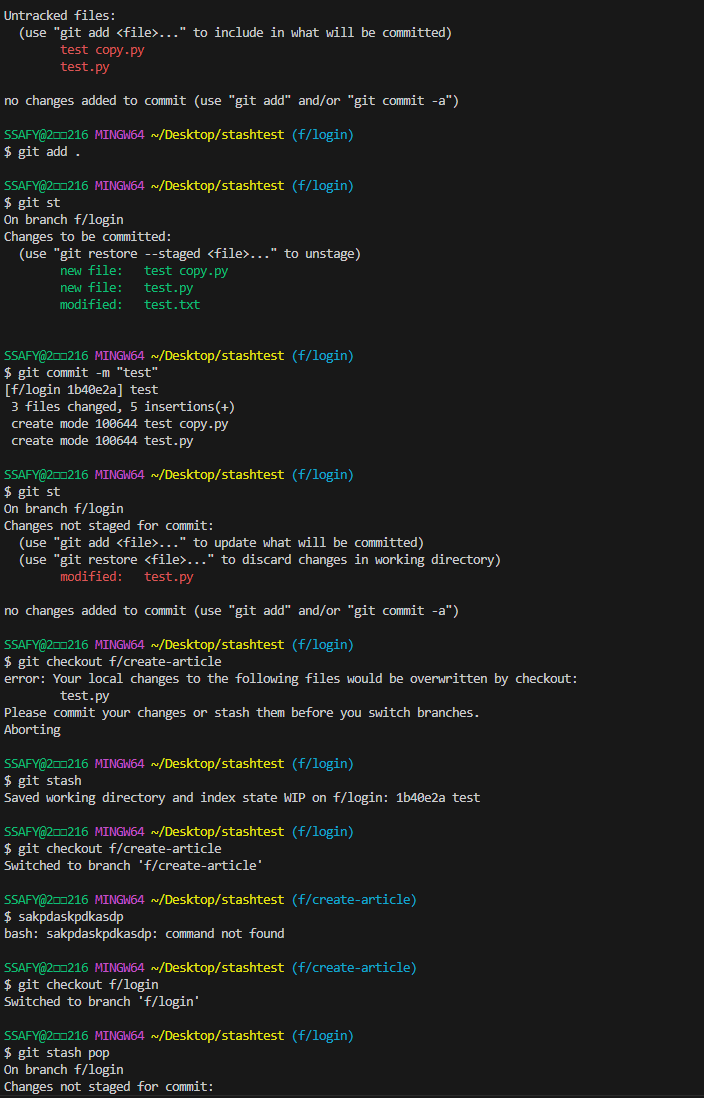 Untracked files:
  (use "git add <file>..." to include in what will be committed)
        test copy.py
        test.py

no changes added to commit (use "git add" and/or "git commit -a")

SSAFY@2□□216 MINGW64 ~/Desktop/stashtest (f/login)
$ git add .

SSAFY@2□□216 MINGW64 ~/Desktop/stashtest (f/login)
$ git st
On branch f/login
Changes to be committed:
  (use "git restore --staged <file>..." to unstage)
        new file:   test copy.py
        new file:   test.py
        modified:   test.txt


SSAFY@2□□216 MINGW64 ~/Desktop/stashtest (f/login)
$ git commit -m "test"
[f/login 1b40e2a] test
 3 files changed, 5 insertions(+)
 create mode 100644 test copy.py
 create mode 100644 test.py

SSAFY@2□□216 MINGW64 ~/Desktop/stashtest (f/login)
$ git st
On branch f/login
Changes not staged for commit:
  (use "git add <file>..." to update what will be committed)
  (use "git restore <file>..." to discard changes in working directory)
        modified:   test.py

no changes added to commit (use "git add" and/or "git commit -a")

SSAFY@2□□216 MINGW64 ~/Desktop/stashtest (f/login)
$ git checkout f/create-article
error: Your local changes to the following files would be overwritten by checkout:
        test.py
Please commit your changes or stash them before you switch branches.
Aborting

SSAFY@2□□216 MINGW64 ~/Desktop/stashtest (f/login)
$ git stash
Saved working directory and index state WIP on f/login: 1b40e2a test

SSAFY@2□□216 MINGW64 ~/Desktop/stashtest (f/login)
$ git checkout f/create-article
Switched to branch 'f/create-article'

SSAFY@2□□216 MINGW64 ~/Desktop/stashtest (f/create-article)
$ sakpdaskpdkasdp
bash: sakpdaskpdkasdp: command not found

SSAFY@2□□216 MINGW64 ~/Desktop/stashtest (f/create-article)
$ git checkout f/login
Switched to branch 'f/login'

SSAFY@2□□216 MINGW64 ~/Desktop/stashtest (f/login)
$ git stash pop
On branch f/login
Changes not staged for commit: